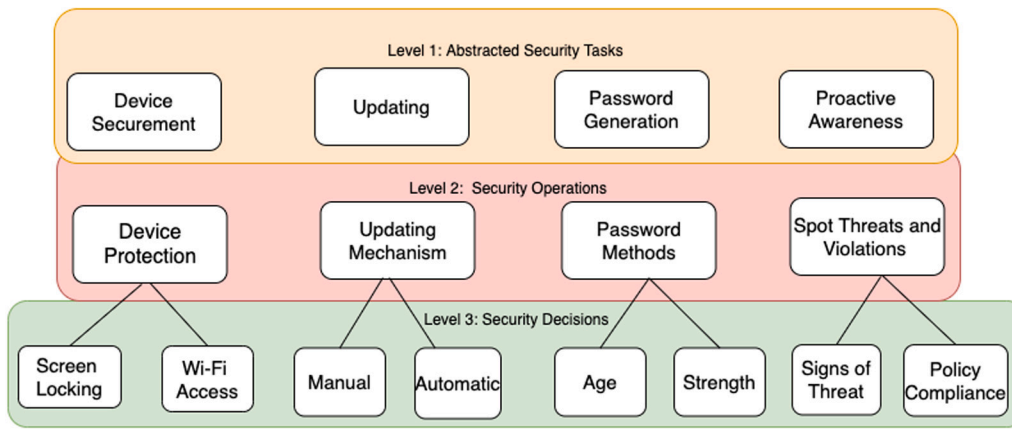 Level 1: Abstracted Security Tasks
Device
Securement
Updating
Password
Generation
Proactive
Awareness
Level 2: Security Operations
Device
Protection
Updating
Mechanism
Password
Methods
Spot Threats and
Violations
Level 3: Security Decisions
Screen
Locking
Wi-Fi
Access
Manual
Automatic
Age
Strength
Signs of
Threat
Policy
Compliance